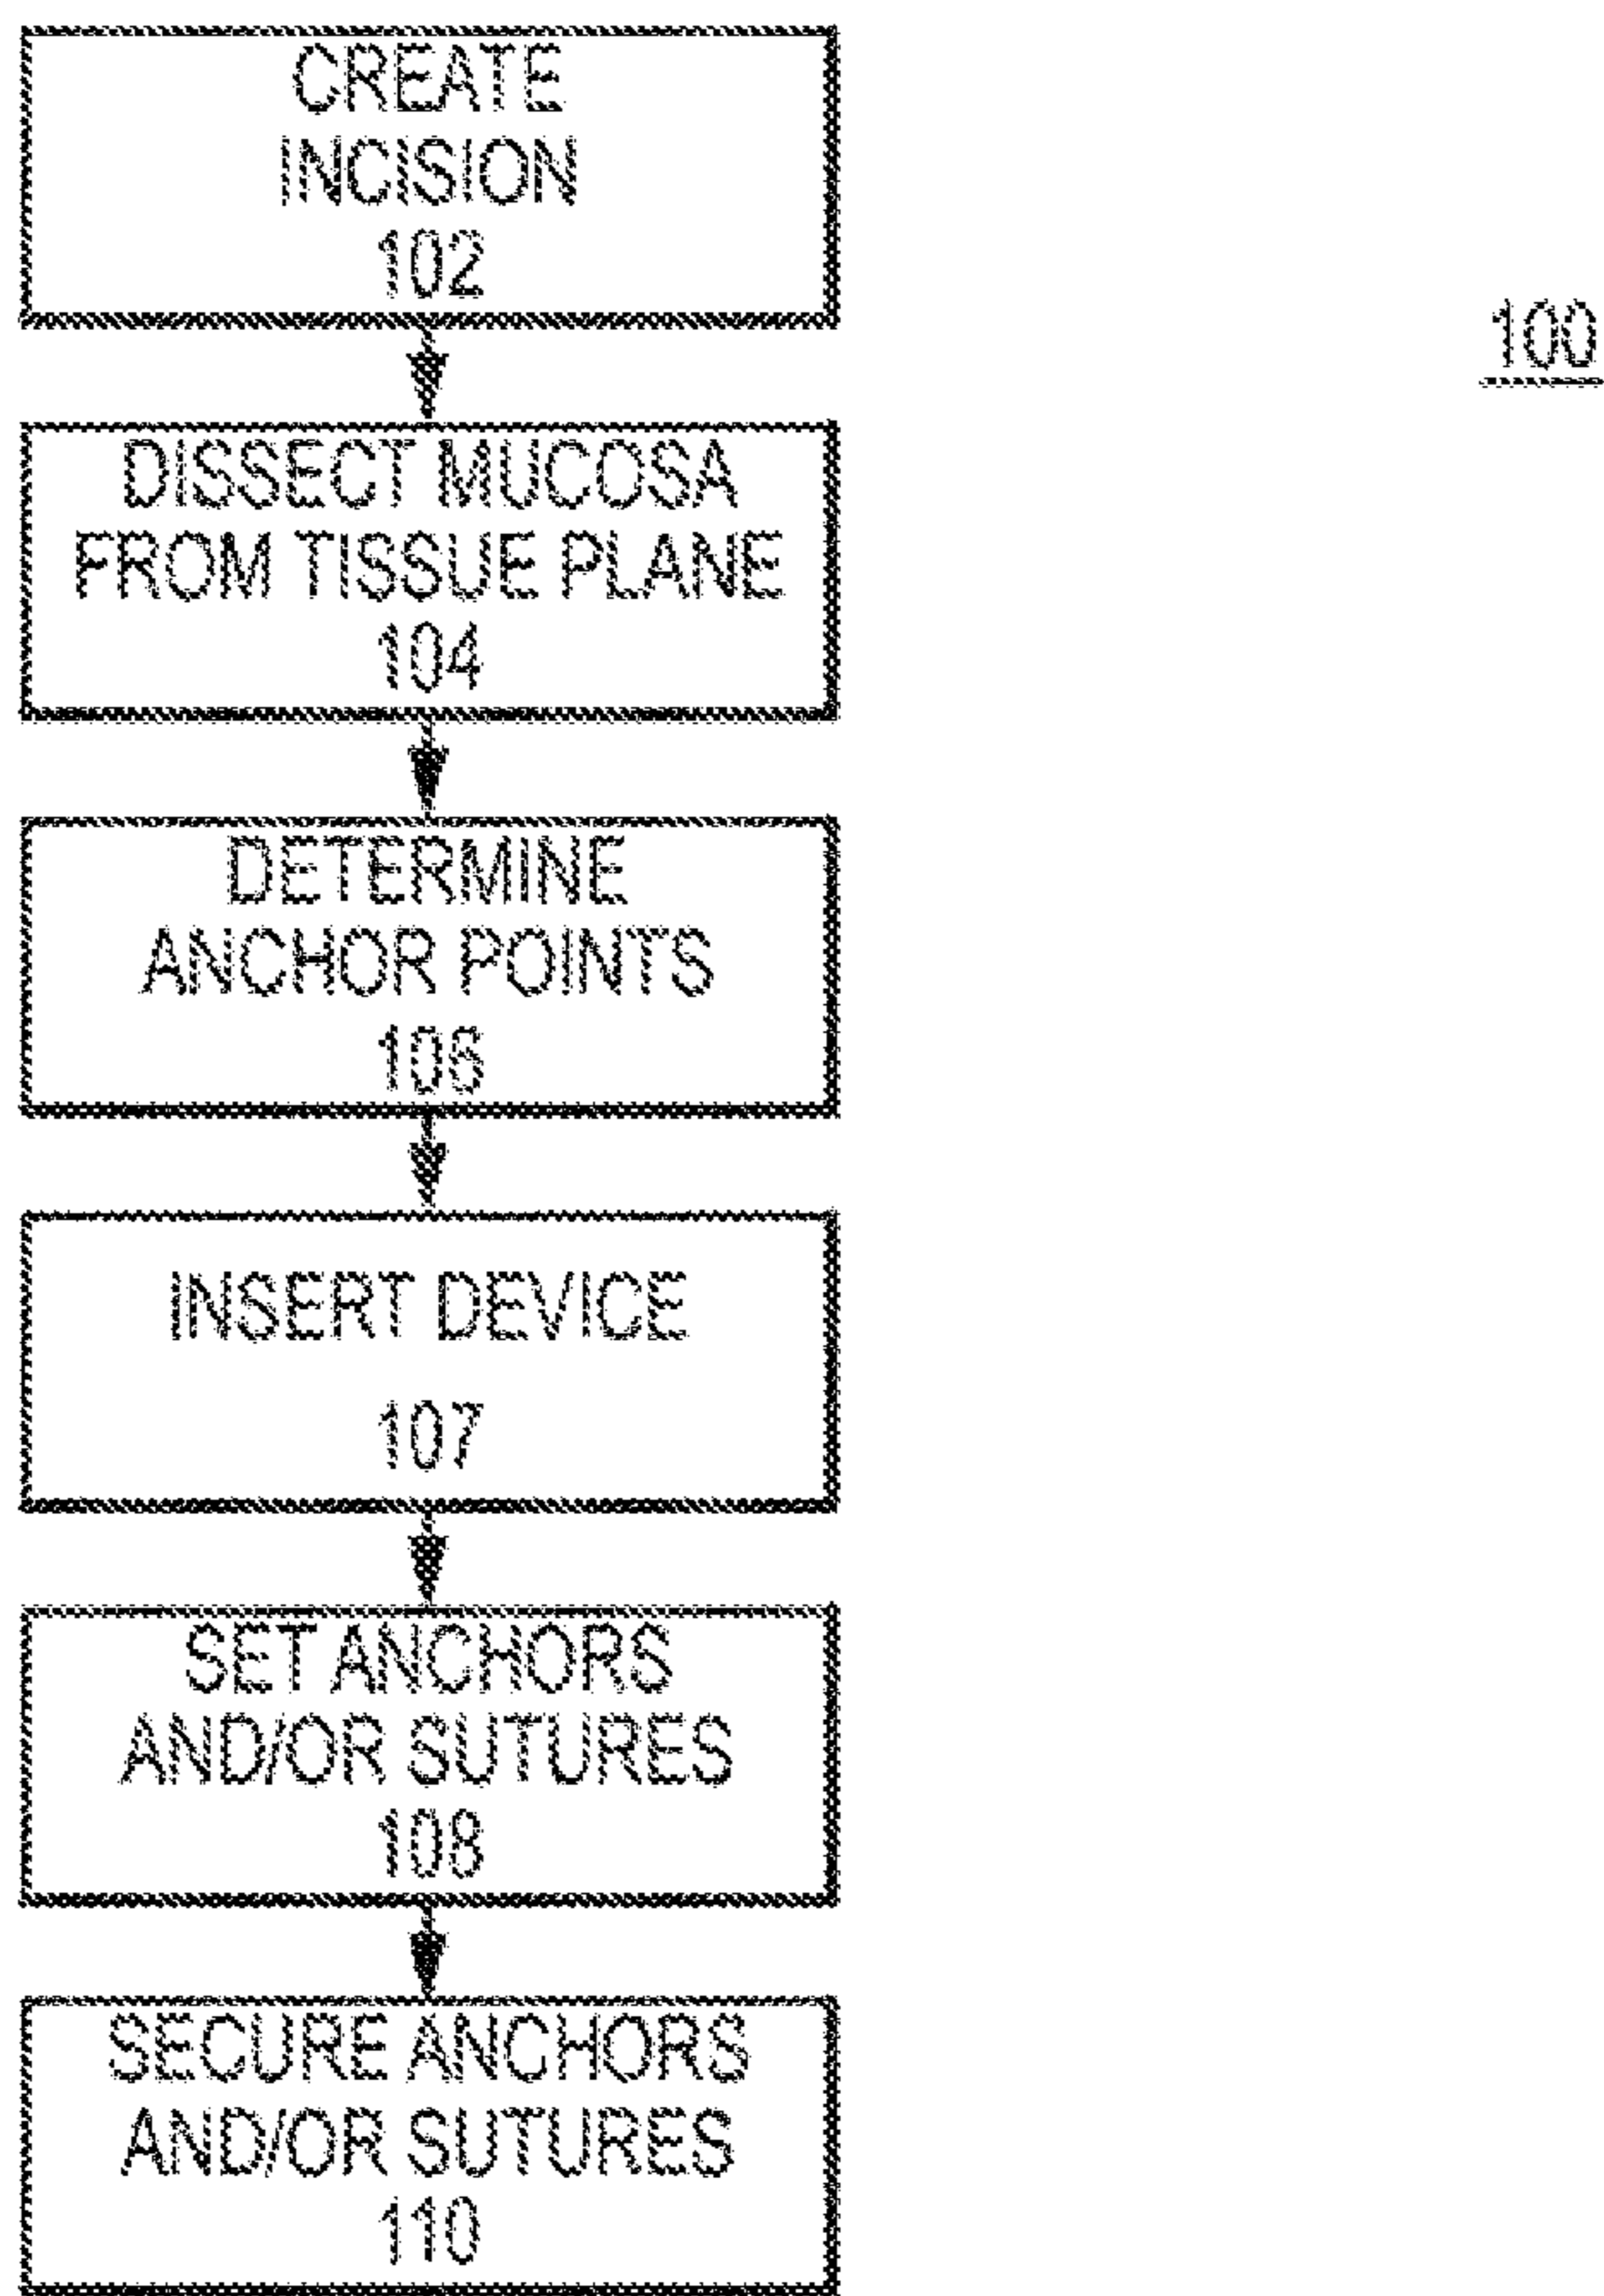 CREATE
INCISION
102
100
DISSECT MUCOSA
FROM TISSUE PLANE
104
DETERMINE
ANCHOR POINTS
106
INSERT DEVICE
107
SET ANCHORS
AND/OR SUTURES
108
SECURE ANCHORS
AND/OR SUTURES
110